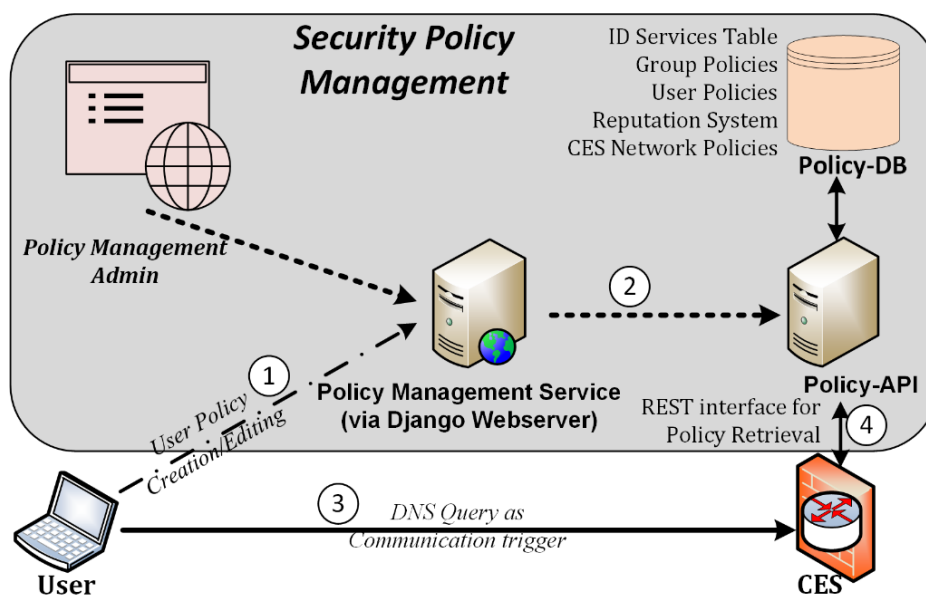 Security Policy
Management
ID Services Table
Group Policies
User Policies
Reputation System
CES Network Policies
Policy-DB
Policy Management
Admin
2
1
Policy Management Service
(via Django Webserver)
Policy-API
User Policy
Creation/Editing
REST interface for
Policy Retrieval
4
3
DNS Query as
Communication trigger
User
CES